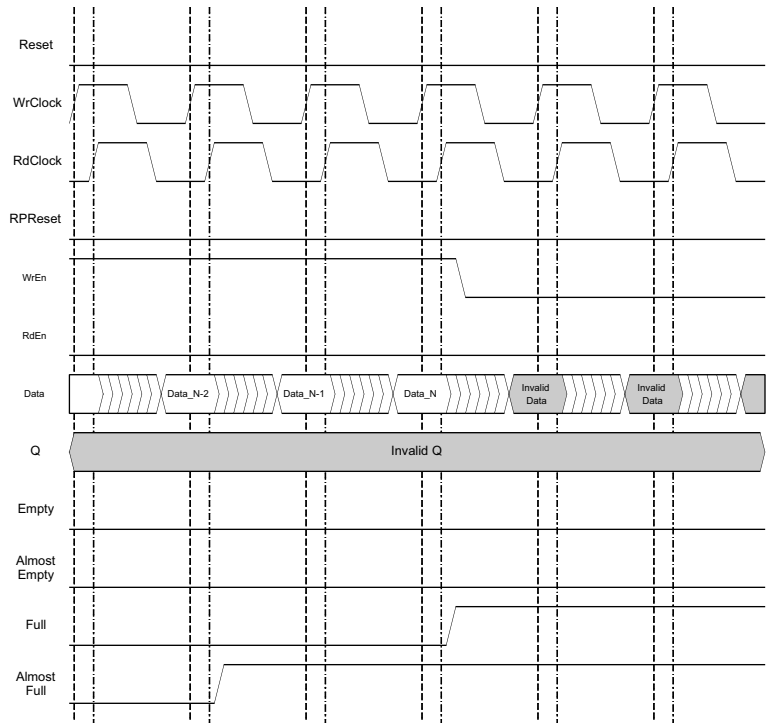 Reset
WrClock
RdClock
RPReset
WrEn
RdEn
Data
Data_N-2
Data_N-1
Data_N
Invalid
Data
Invalid
Data
Q
Invalid Q
Empty
Almost
Empty
Full
Almost
Full